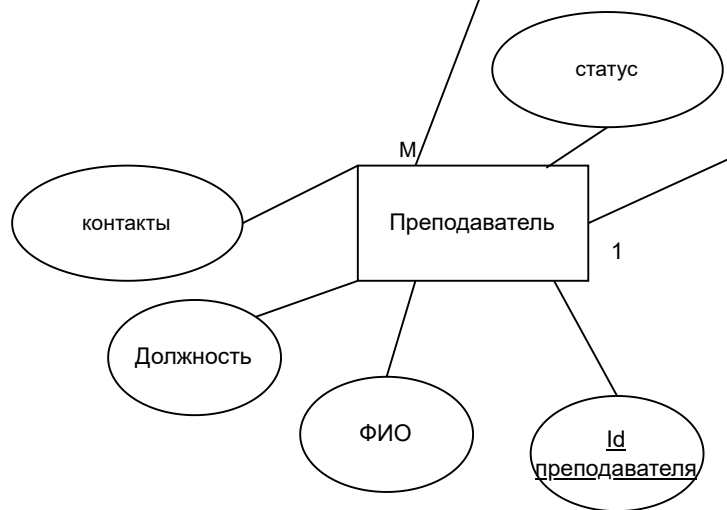 статус
М
контакты
Преподаватель
1
Должность
ФИО
Id
преподавателя